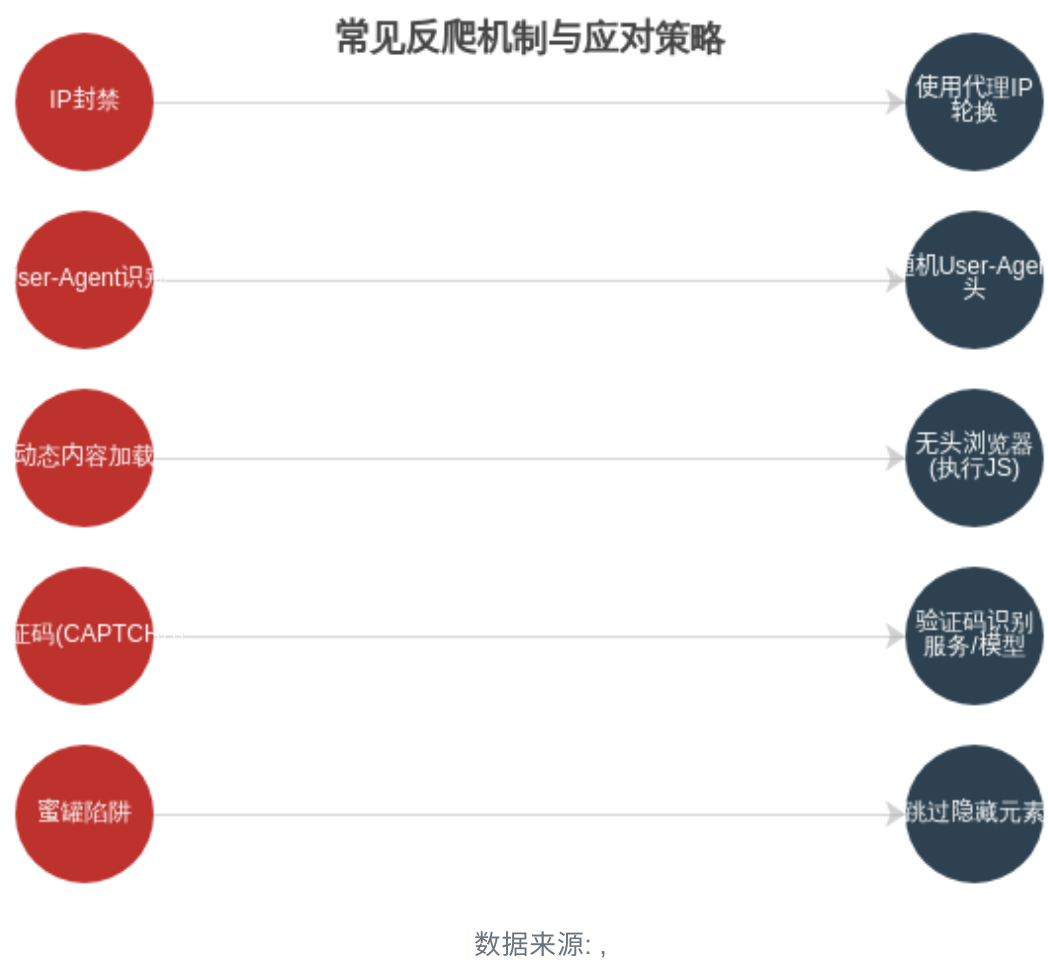 常见反爬机制与应对策略
IP封禁
使用代理IP
轮换
ser-Agent识别
随机User-Agen
头
动态内容加载
无头浏览器
(执行JS)
证码(CAPTCHA)
验证码识别
服务/模型
蜜罐陷阱
跳过隐藏元素
数据来源: ,